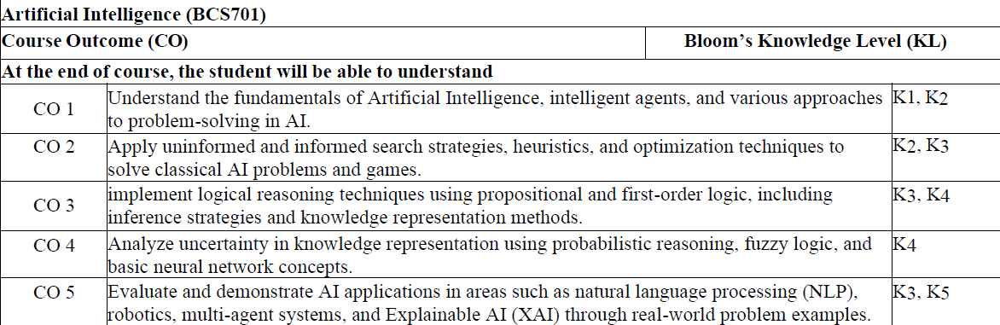 Artificial Intelligence (BCS701)
Course Outcome (CO) Bloom’s Knowledge Level (KL)
At the end of course, the student will be able to understand
CO 1 Understand the fundamentals of Artificial Intelligence, intelligent agents, and various approaches to problem-solving in AI. K1, K2
CO 2 Apply uninformed and informed search strategies, heuristics, and optimization techniques to solve classical AI problems and games. K2, K3
CO 3 implement logical reasoning techniques using propositional and first-order logic, including inference strategies and knowledge representation methods. K3, K4
CO 4 Analyze uncertainty in knowledge representation using probabilistic reasoning, fuzzy logic, and basic neural network concepts. K4
CO 5 Evaluate and demonstrate AI applications in areas such as natural language processing (NLP), robotics, multi-agent systems, and Explainable AI (XAI) through real-world problem examples. K3, K5